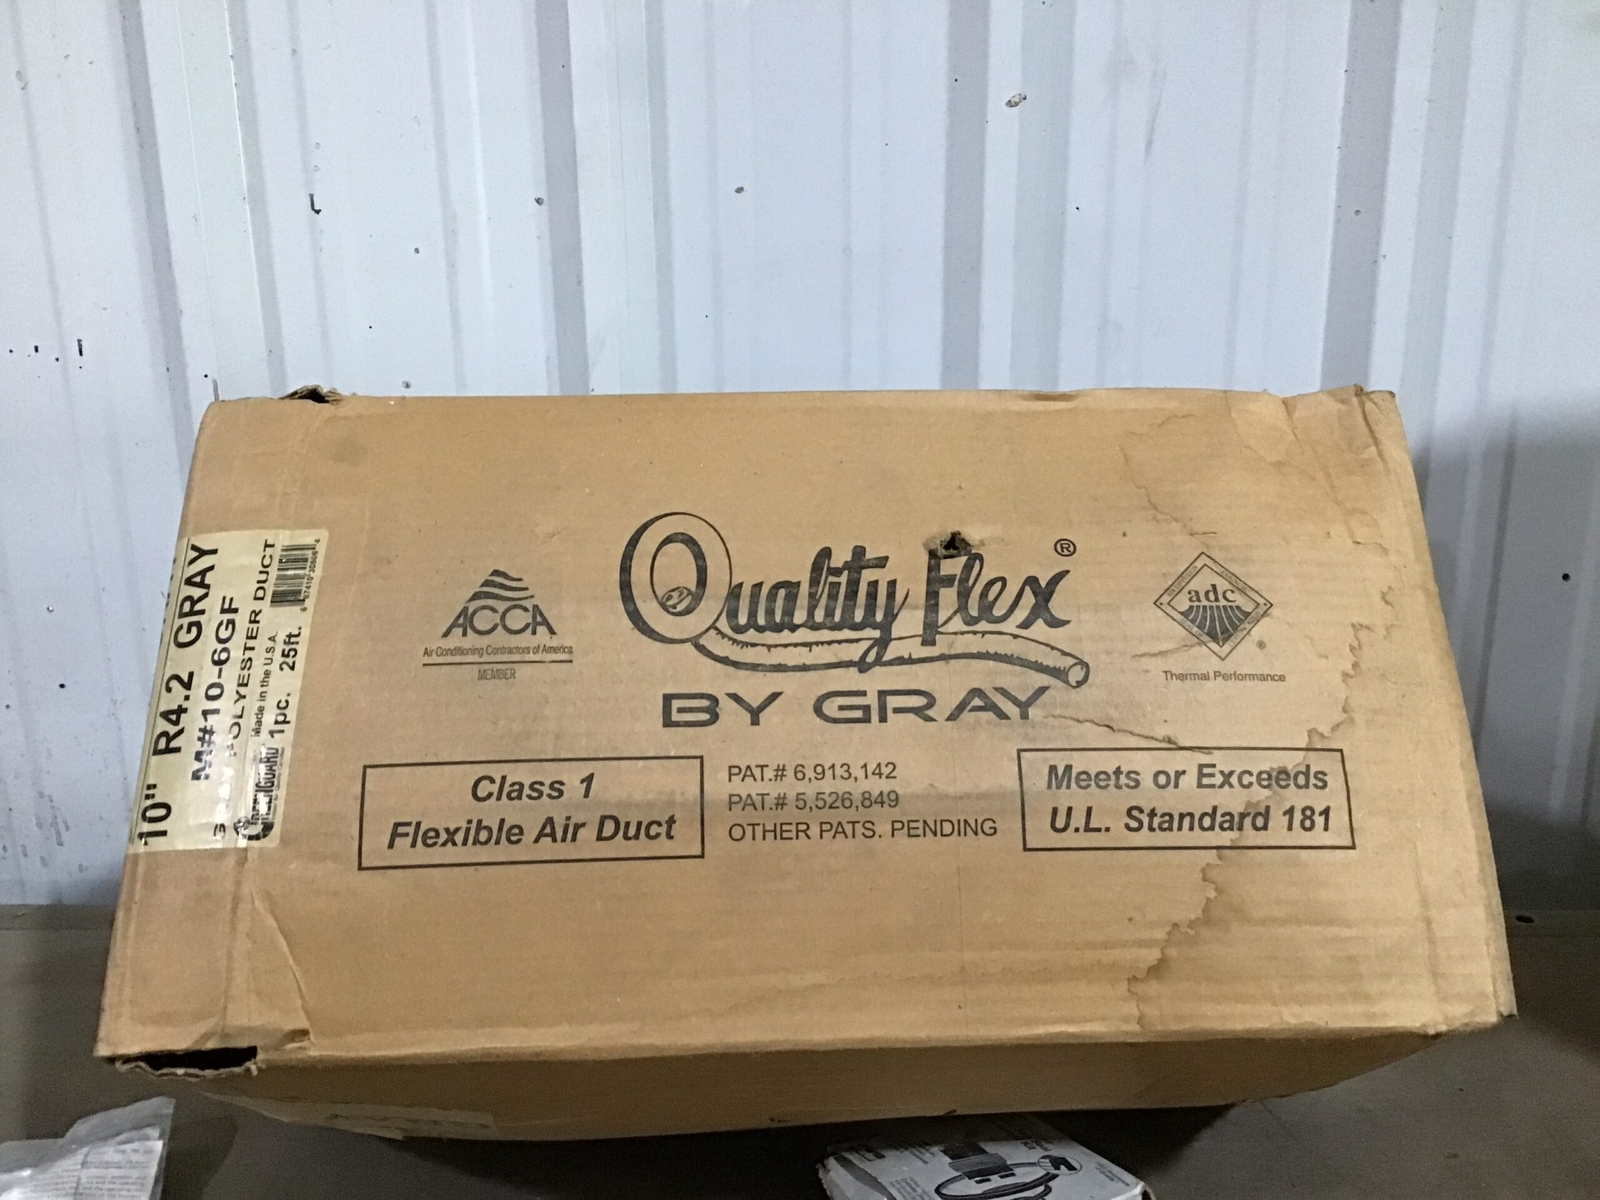 10" R4.2 GRAY
M#10-6GF
POLYESTER DUCT
Made in the U.S.A.
1pc. 25ft.
GREENGUARD
ACCA
Air Conditioning Contractors of America
MEMBER
Quality Flex®
BY GRAY
adc
®
Thermal Performance
Class 1
Flexible Air Duct
PAT.# 6,913,142
PAT.# 5,526,849
OTHER PATS. PENDING
Meets or Exceeds
U.L. Standard 181